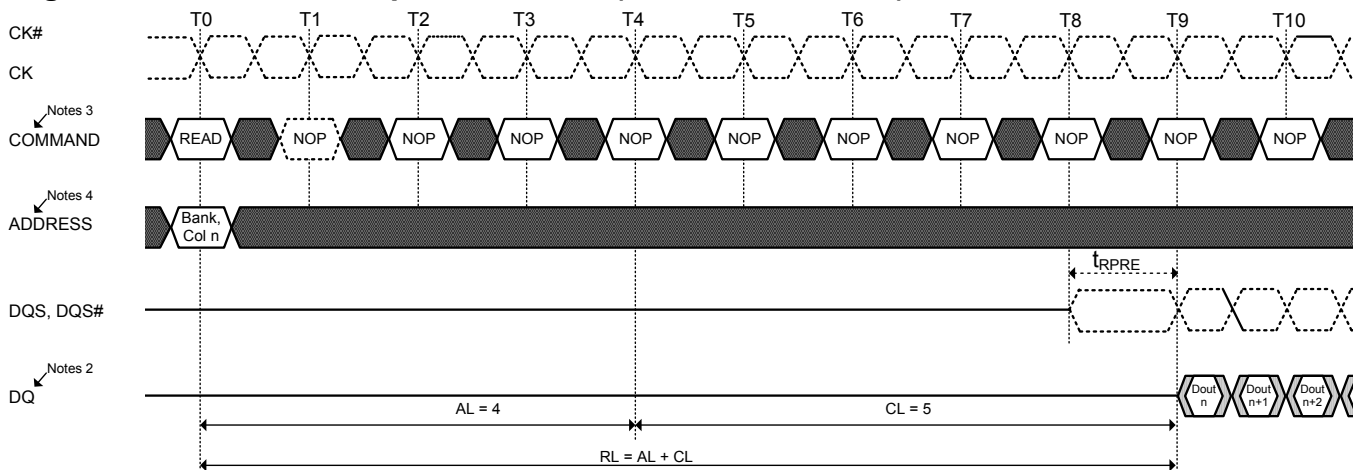 T0 T1 T2 T3 T4 T5 T6 T7 T8 T9 T10
CK#
CK
Notes 3
COMMAND
READ NOP NOP NOP NOP NOP NOP NOP NOP NOP NOP
Notes 4
ADDRESS
Bank,
Col n
tRPRE
DQS, DQS#
Notes 2
DQ
Dout
n
Dout
n+1
Dout
n+2
AL = 4
CL = 5
RL = AL + CL